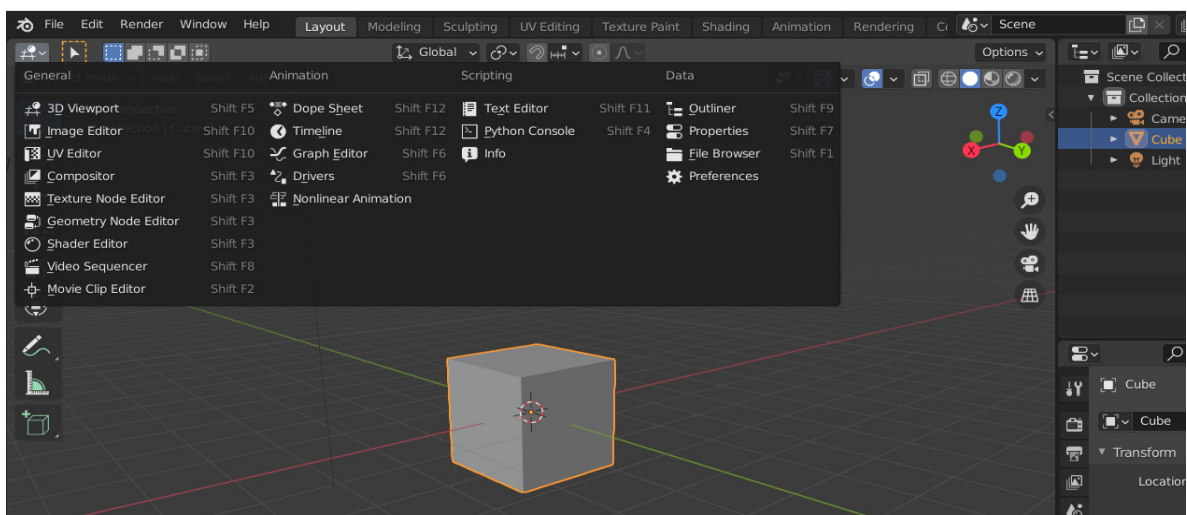 File Edit Render Window Help Layout Modeling Sculpting UV Editing Texture Paint Shading Animation Rendering Scene
Global Options
General Animation Scripting Data
3D Viewport Shift F5 Dope Sheet Shift F12 Text Editor Shift F11 Outliner Shift F9
Image Editor Shift F10 Timeline Shift F12 Python Console Shift F4 Properties Shift F7
UV Editor Shift F10 Graph Editor Shift F6 Info File Browser Shift F1
Compositor Shift F3 Drivers Shift F6 Preferences
Texture Node Editor Shift F3 Nonlinear Animation
Geometry Node Editor Shift F3
Shader Editor Shift F3
Video Sequencer Shift F8
Movie Clip Editor Shift F2
X Y Z
Scene Collect
Collection
Came
Cube
Light
Cube
Cube
Transform
Location